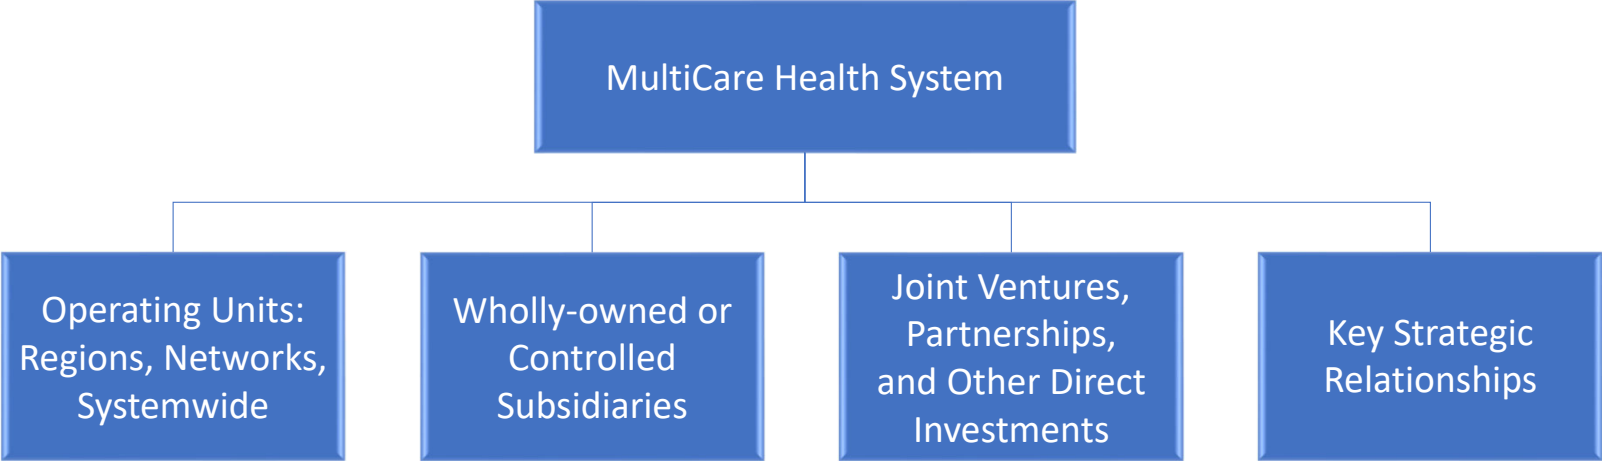 MultiCare Health System
Operating Units:
Regions, Networks,
Systemwide
Wholly-owned or
Controlled
Subsidiaries
Joint Ventures,
Partnerships,
and Other Direct
Investments
Key Strategic
Relationships